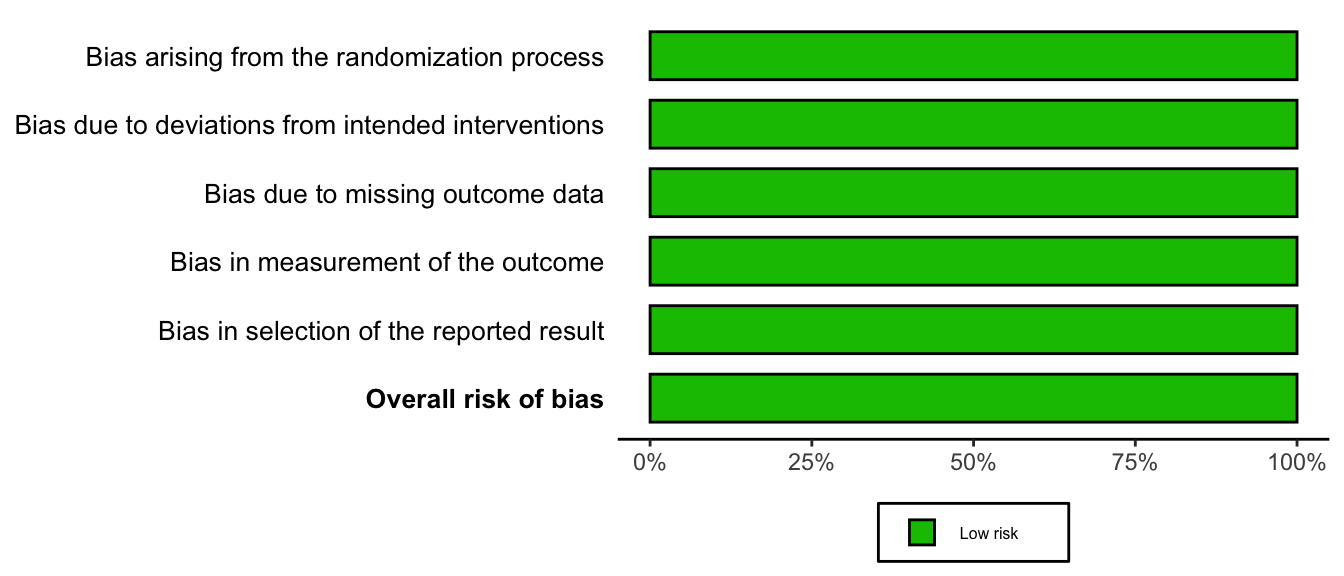 Bias arising from the randomization process
Bias due to deviations from intended interventions
Bias due to missing outcome data
Bias in measurement of the outcome
Bias in selection of the reported result
Overall risk of bias
0% 25% 50% 75% 100%
Low risk